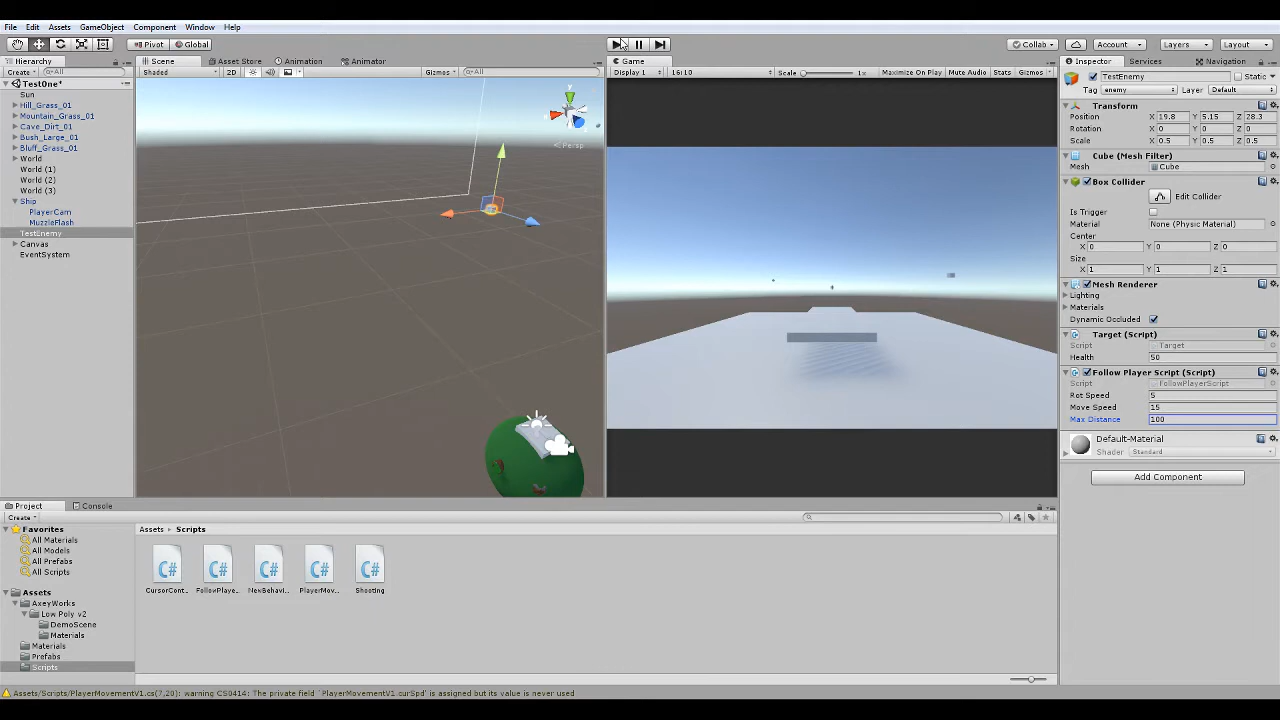 File Edit Assets GameObject Component Window Help
Pivot Global Collab Account Layers Layout
Hierarchy
Create All
TestOne*
Sun
Hill_Grass_01
Mountain_Grass_01
Cave_Dirt_01
Bush_Large_01
Bluff_Grass_01
World
World (1)
World (2)
World (3)
Ship
PlayerCam
MuzzleFlash
TestEnemy
Canvas
EventSystem
Scene Asset Store Animation Animator
Shaded 2D Gizmos All
y
x
Persp
Game
Display 1 16:10 Scale 1x Maximize On Play Mute Audio Stats Gizmos
Inspector Services Navigation
TestEnemy Static
Tag enemy Layer Default
Transform
Position X 19.8 Y 5.15 Z 28.3
Rotation X 0 Y 0 Z 0
Scale X 0.5 Y 0.5 Z 0.5
Cube (Mesh Filter)
Mesh Cube
Box Collider
Edit Collider
Is Trigger
Material None (Physic Material)
Center
X 0 Y 0 Z 0
Size
X 1 Y 1 Z 1
Mesh Renderer
Lighting
Materials
Dynamic Occluded
Target (Script)
Script Target
Health 50
Follow Player Script (Script)
Script FollowPlayerScript
Rot Speed 5
Move Speed 15
Max Distance 100
Default-Material
Shader Standard
Add Component
Project Console
Create
Favorites
All Materials
All Models
All Prefabs
All Scripts
Assets
AxeyWorks
Low Poly v2
DemoScene
Materials
Materials
Prefabs
Scripts
Assets Scripts
C# C# C# C# C#
CursorCont... FollowPlaye... NewBehavi... PlayerMov... Shooting
Assets/Scripts/PlayerMovementV1.cs(7,20): warning CS0414: The private field `PlayerMovementV1.curSpd' is assigned but its value is never used